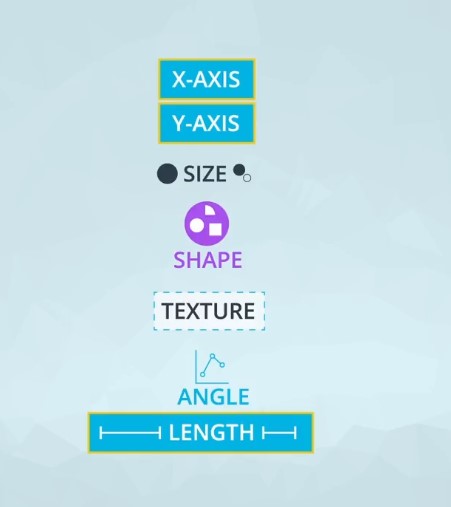 X-AXIS
Y-AXIS
SIZE
SHAPE
TEXTURE
ANGLE
LENGTH